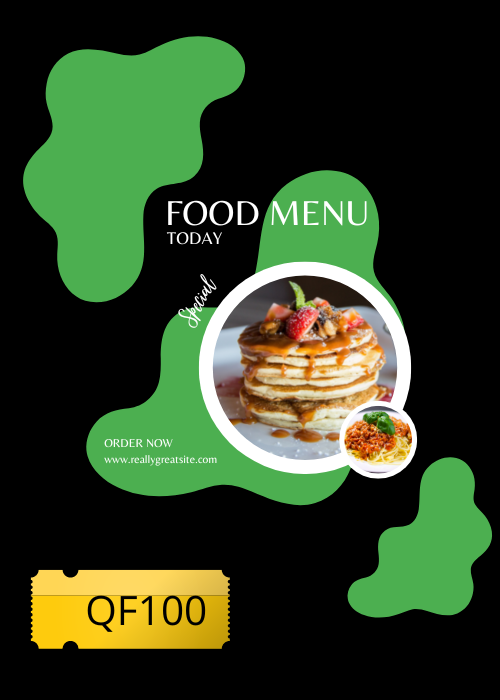 FOOD MENU
TODAY
Special
ORDER NOW
www.reallygreatsite.com
QF100